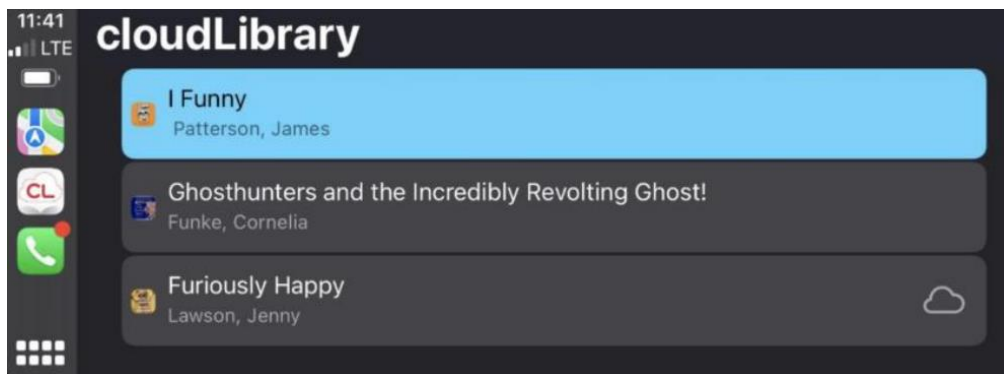 11:41
LTE
cloudLibrary
I Funny
Patterson, James
CL
Ghosthunters and the Incredibly Revolting Ghost!
Funke, Cornelia
Furiously Happy
Lawson, Jenny